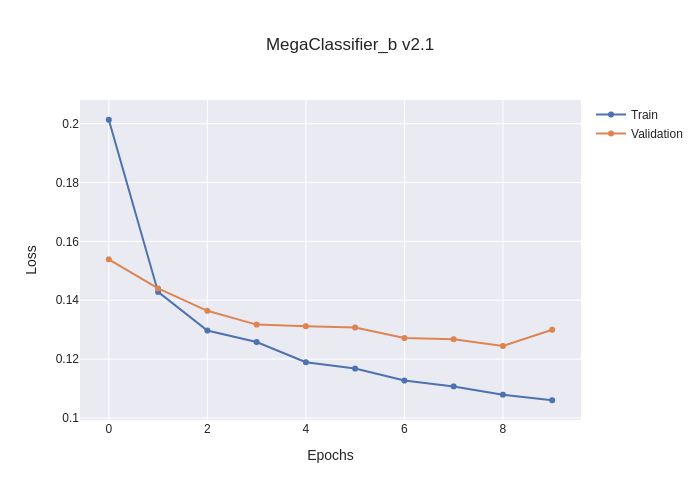 MegaClassifier_b v2.1
Train
Validation
0.2
0.18
0.16
0.14
0.12
0.1
Loss
0 2 4 6 8
Epochs